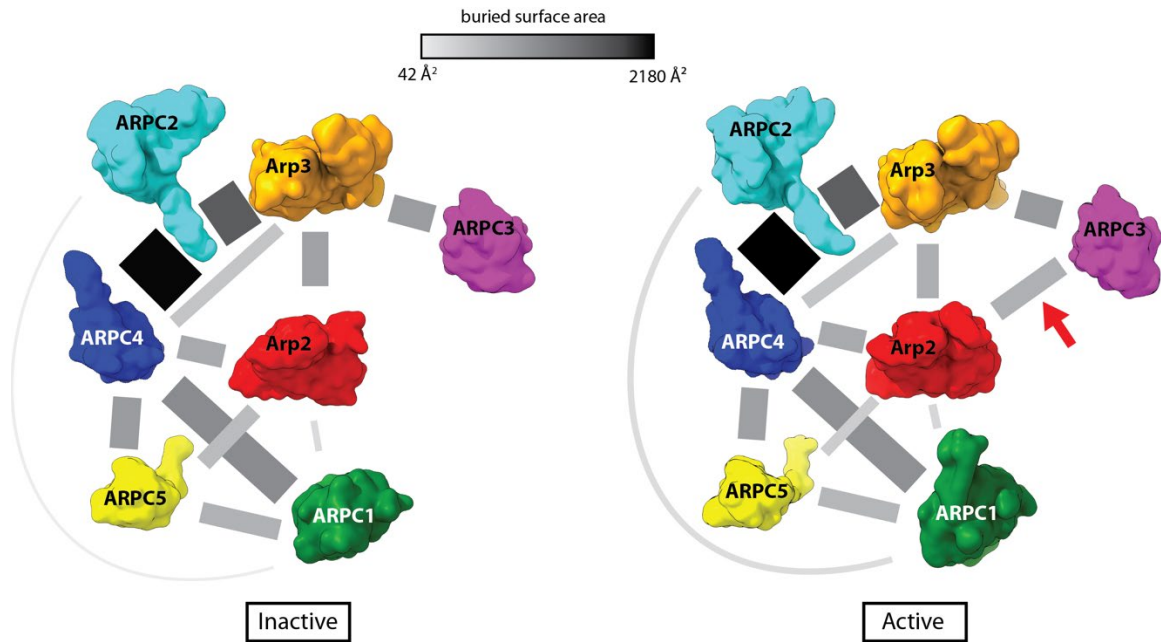 buried surface area
42 Å²
2180 Å²
ARPC2
Arp3
ARPC3
ARPC4
Arp2
ARPC5
ARPC1
Inactive
ARPC2
Arp3
ARPC3
ARPC4
Arp2
ARPC5
ARPC1
Active